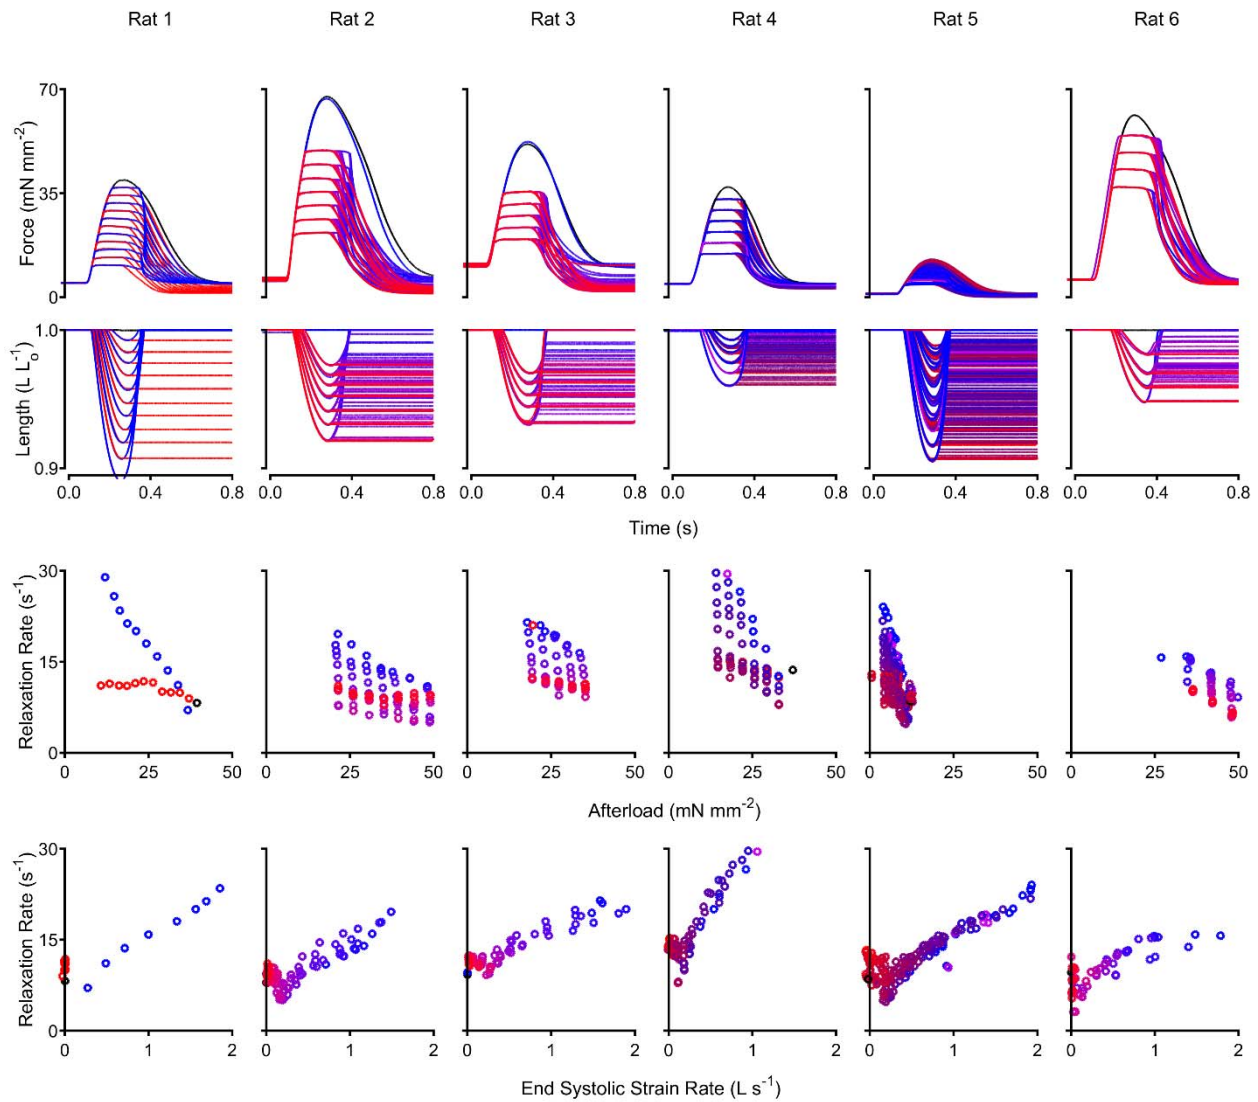 Rat 1 Rat 2 Rat 3 Rat 4 Rat 5 Rat 6
70
35
0
Force (mN mm⁻²)
1.0
0.9
Length (L L₀⁻¹)
0.0 0.4 0.8 0.0 0.4 0.8 0.0 0.4 0.8 0.0 0.4 0.8 0.0 0.4 0.8 0.0 0.4 0.8
Time (s)
30
15
0
Relaxation Rate (s⁻¹)
0 25 50 0 25 50 0 25 50 0 25 50 0 25 50 0 25 50
Afterload (mN mm⁻²)
30
15
0
Relaxation Rate (s⁻¹)
0 1 2 0 1 2 0 1 2 0 1 2 0 1 2 0 1 2
End Systolic Strain Rate (L s⁻¹)